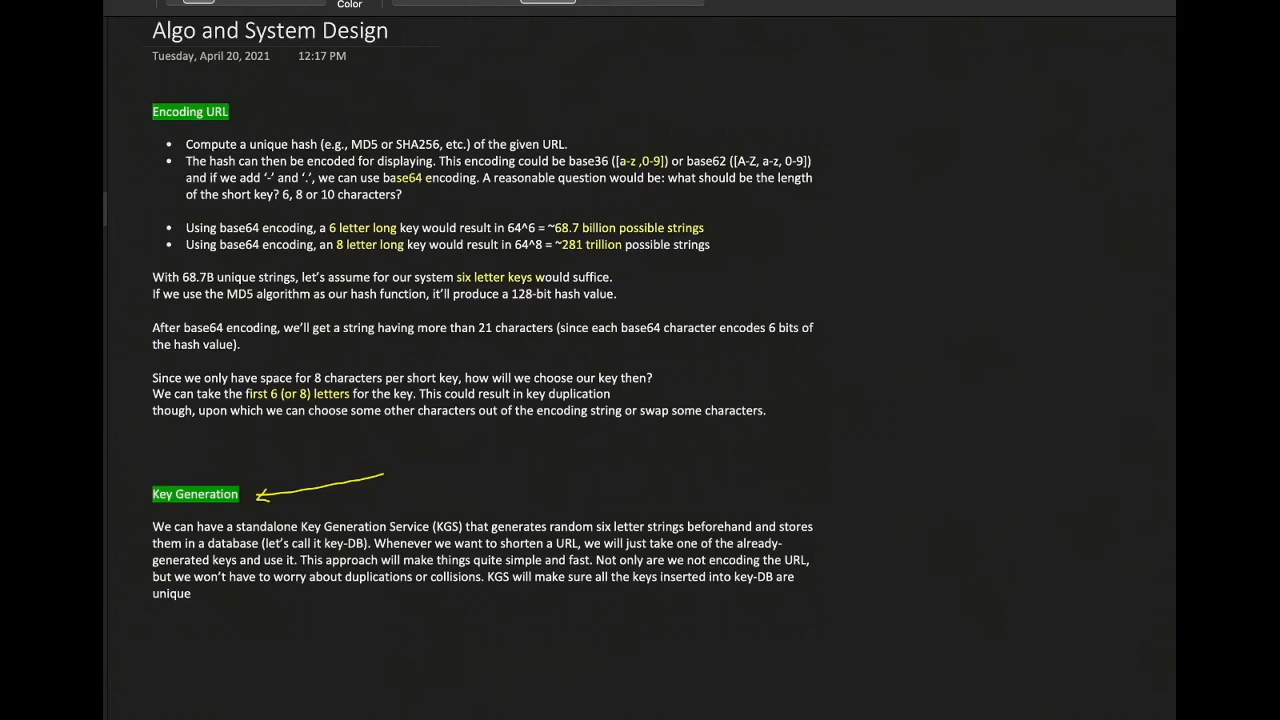 Color
Algo and System Design
Tuesday, April 20, 2021 12:17 PM
Encoding URL
• Compute a unique hash (e.g., MD5 or SHA256, etc.) of the given URL.
• The hash can then be encoded for displaying. This encoding could be base36 ([a-z ,0-9]) or base62 ([A-Z, a-z, 0-9])
and if we add ‘-’ and ‘.’, we can use base64 encoding. A reasonable question would be: what should be the length
of the short key? 6, 8 or 10 characters?
• Using base64 encoding, a 6 letter long key would result in 64^6 = ~68.7 billion possible strings
• Using base64 encoding, an 8 letter long key would result in 64^8 = ~281 trillion possible strings
With 68.7B unique strings, let’s assume for our system six letter keys would suffice.
If we use the MD5 algorithm as our hash function, it’ll produce a 128-bit hash value.
After base64 encoding, we’ll get a string having more than 21 characters (since each base64 character encodes 6 bits of
the hash value).
Since we only have space for 8 characters per short key, how will we choose our key then?
We can take the first 6 (or 8) letters for the key. This could result in key duplication
though, upon which we can choose some other characters out of the encoding string or swap some characters.
Key Generation
We can have a standalone Key Generation Service (KGS) that generates random six letter strings beforehand and stores
them in a database (let’s call it key-DB). Whenever we want to shorten a URL, we will just take one of the already-
generated keys and use it. This approach will make things quite simple and fast. Not only are we not encoding the URL,
but we won’t have to worry about duplications or collisions. KGS will make sure all the keys inserted into key-DB are
unique